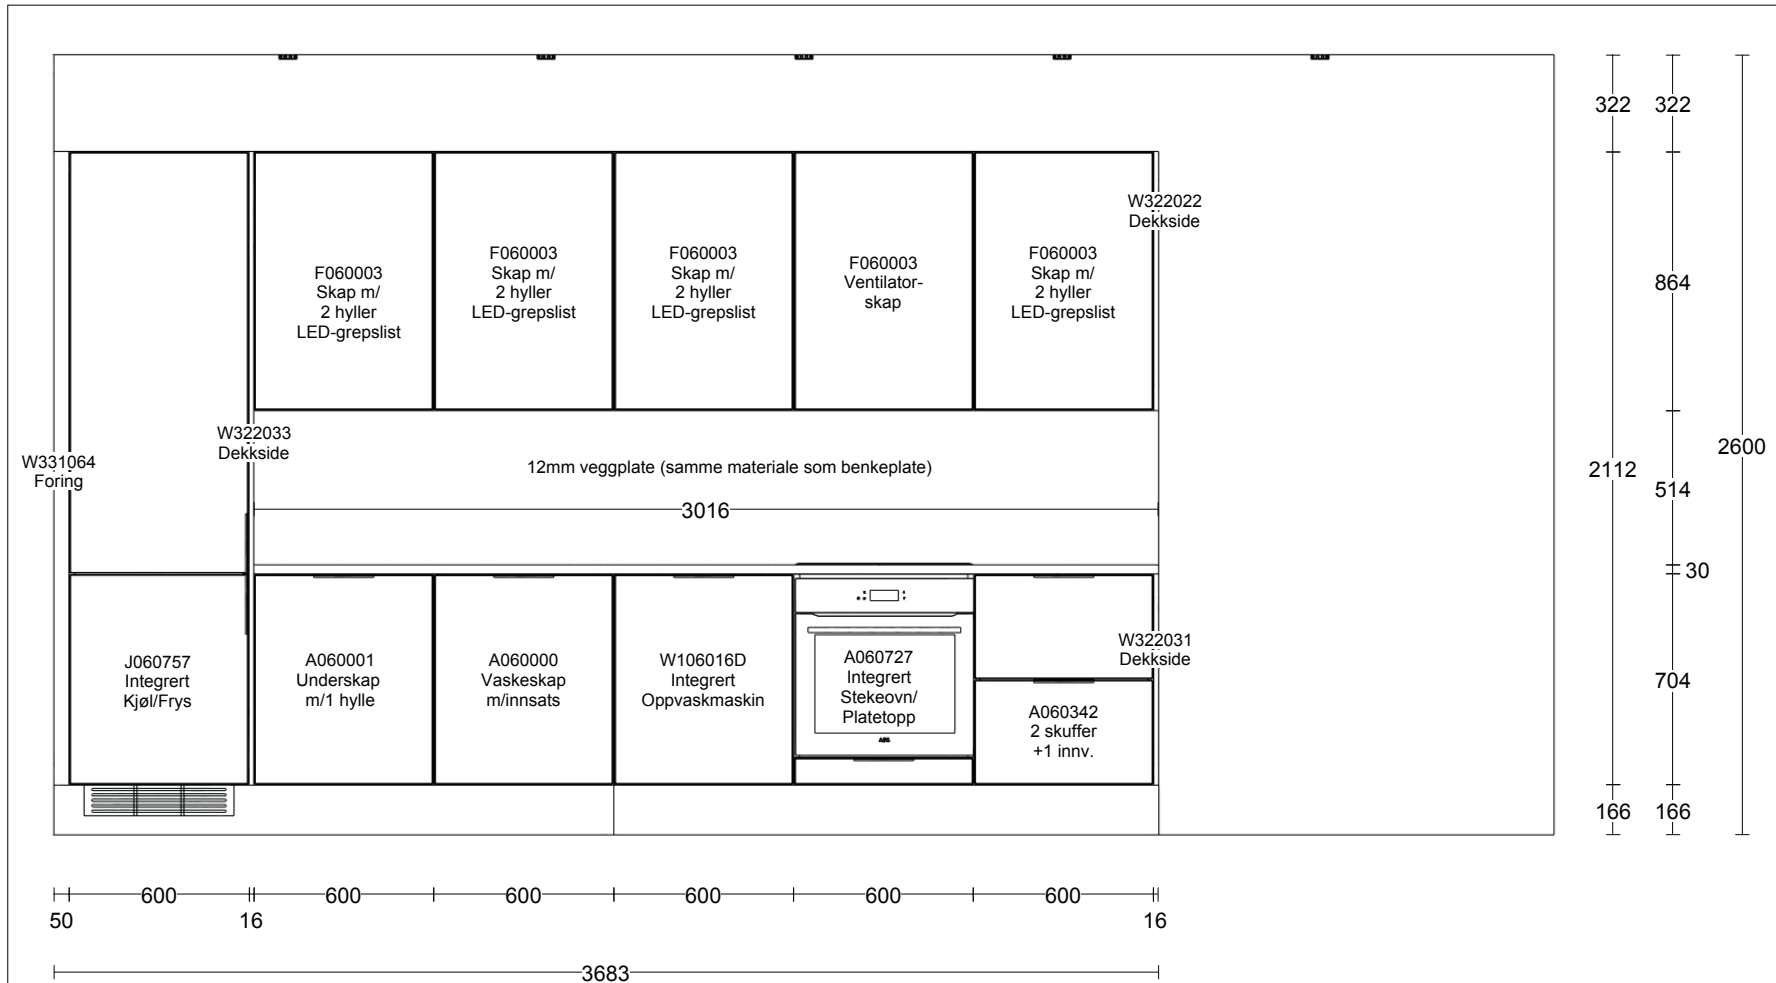 322
322
W322022
Dekkside
F060003
Skap m/
2 hyller
LED-grepslist
F060003
Skap m/
2 hyller
LED-grepslist
F060003
Skap m/
2 hyller
LED-grepslist
F060003
Ventilator-
skap
F060003
Skap m/
2 hyller
LED-grepslist
864
W322033
Dekkside
W331064
Foring
12mm veggplate (samme materiale som benkeplate)
3016
2112
514
2600
30
J060757
Integrert
Kjøl/Frys
A060001
Underskap
m/1 hylle
A060000
Vaskeskap
m/innsats
W106016D
Integrert
Oppvaskmaskin
A060727
Integrert
Stekeovn/
Platetopp
AEG
W322031
Dekkside
A060342
2 skuffer
+1 innv.
704
166
166
600
600
600
600
600
600
50
16
16
3683